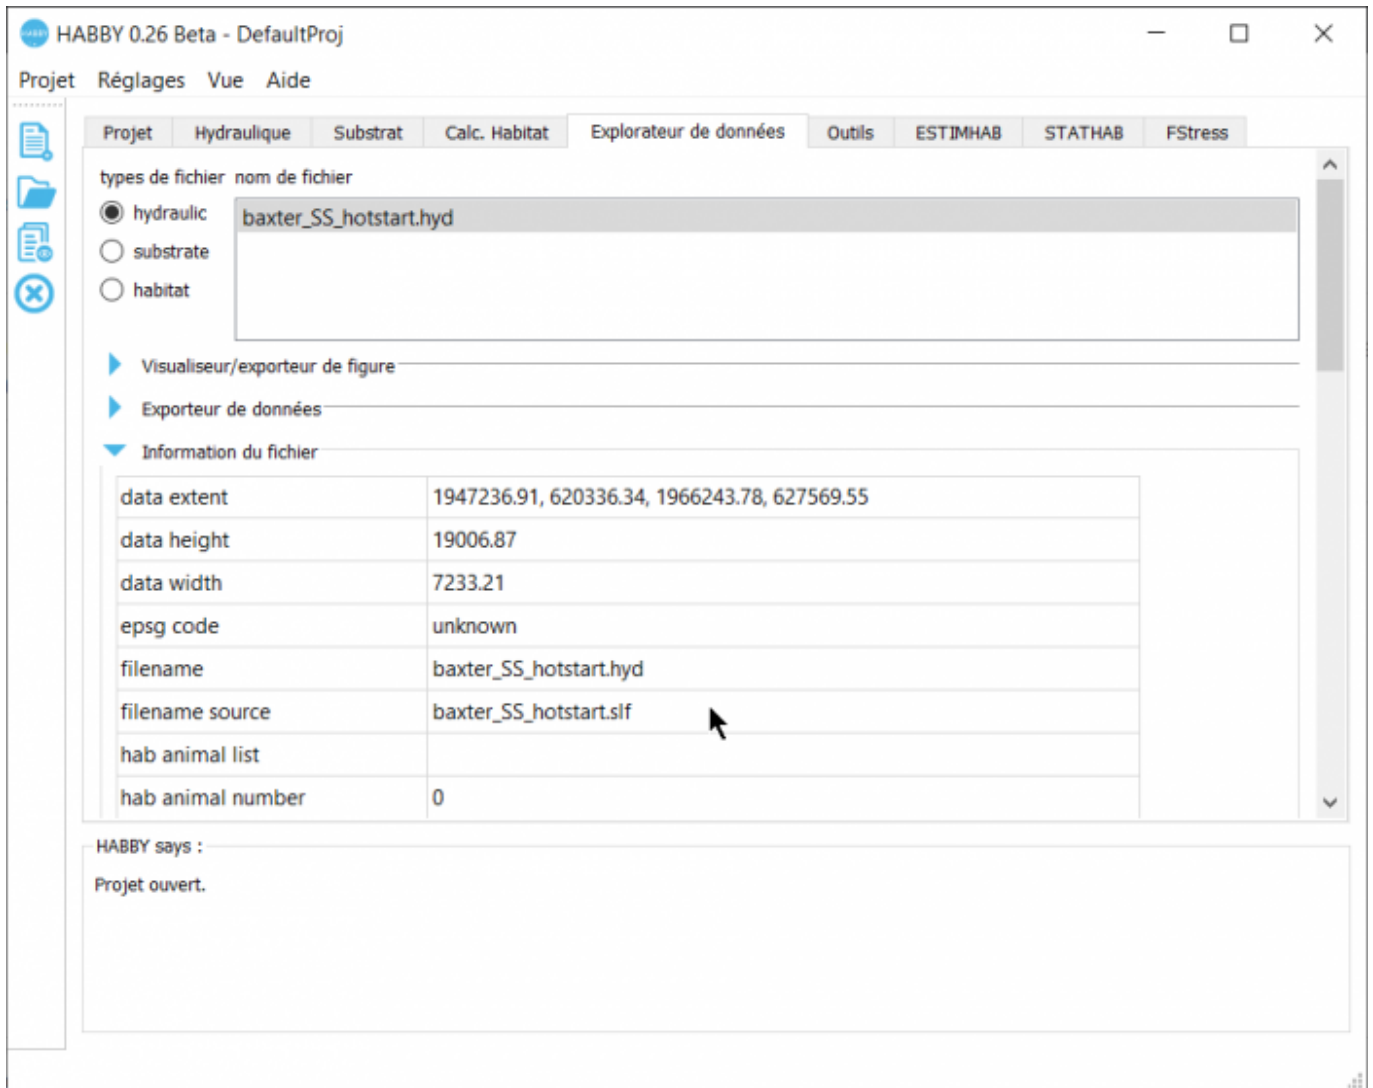 HABBY 0.26 Beta - DefaultProj
Projet Réglages Vue Aide
Projet Hydraulique Substrat Calc. Habitat Explorateur de données Outils ESTIMHAB STATHAB FStress
types de fichier nom de fichier
hydraulic baxter_SS_hotstart.hyd
substrate
habitat
Visualiseur/exporteur de figure
Exporteur de données
Information du fichier
data extent 1947236.91, 620336.34, 1966243.78, 627569.55
data height 19006.87
data width 7233.21
epsg code unknown
filename baxter_SS_hotstart.hyd
filename source baxter_SS_hotstart.slf
hab animal list
hab animal number 0
HABBY says :
Projet ouvert.